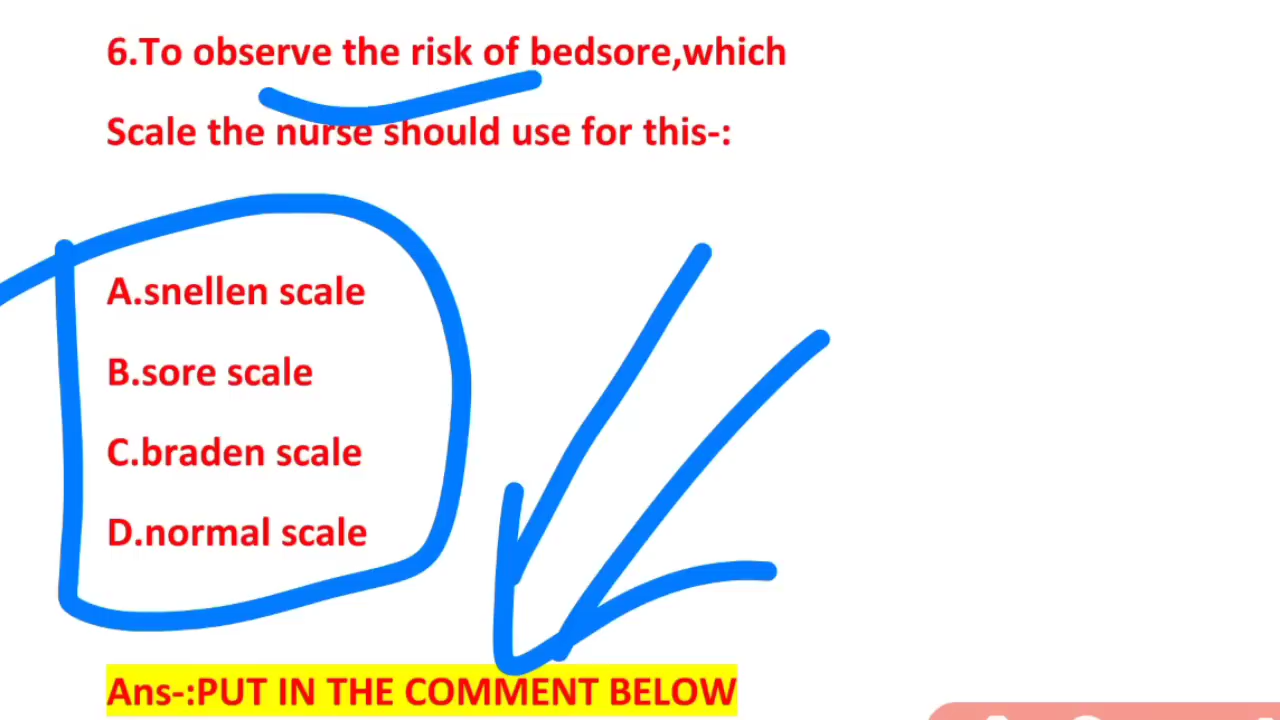 6.To observe the risk of bedsore,which
Scale the nurse should use for this-:
A.snellen scale
B.sore scale
C.braden scale
D.normal scale
Ans-:PUT IN THE COMMENT BELOW